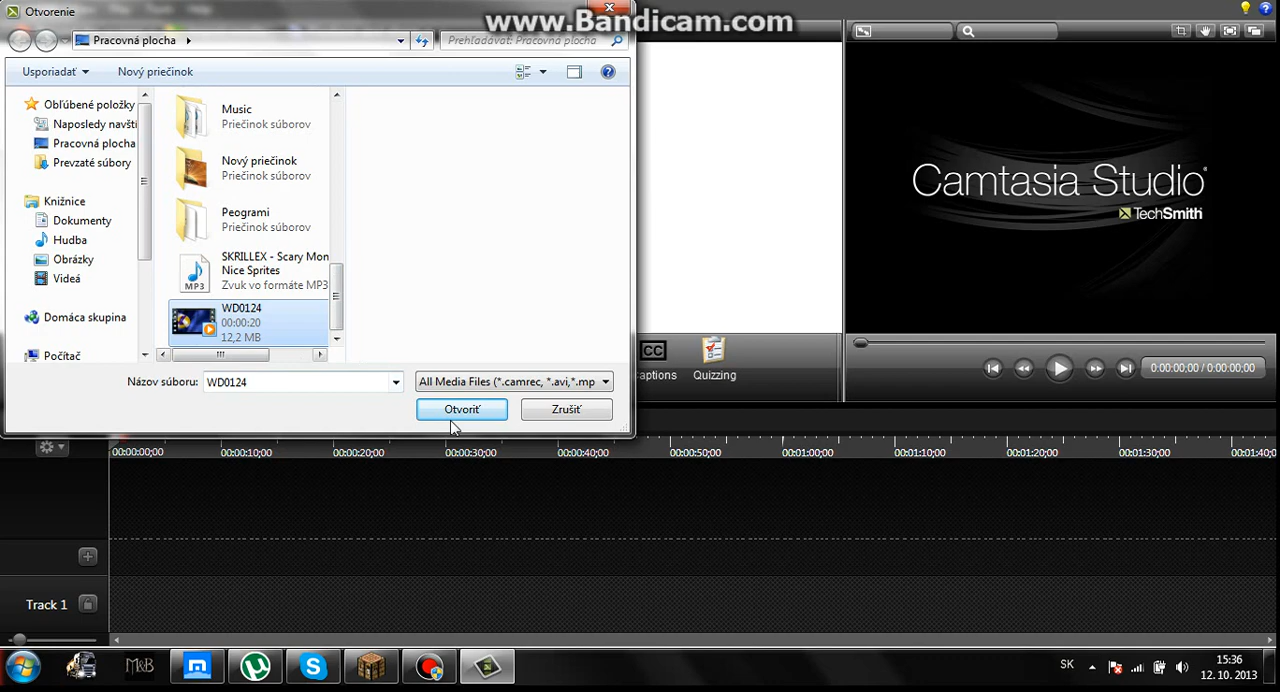 Otvorenie
www.Bandicam.com
Pracovná plocha
Prehľadávať: Pracovná plocha
Usporiadať
Nový priečinok
Obľúbené položky
Naposledy navští
Pracovná plocha
Prevzaté súbory
Knižnice
Dokumenty
Hudba
Obrázky
Videá
Domáca skupina
Počítač
Music
Priečinok súborov
Nový priečinok
Priečinok súborov
Peogrami
Priečinok súborov
SKRILLEX - Scary Mon
Nice Sprites
Zvuk vo formáte MP3
MP3
WD0124
00:00:20
12,2 MB
Názov súboru:
WD0124
All Media Files (*.camrec, *.avi,*.mp
Otvoriť
Zrušiť
CC
aptions
Quizzing
Camtasia Studio®
TechSmith
0:00:00;00 / 0:00:00;00
00:00:00;00 00:00:10;00 00:00:20;00 00:00:30;00 00:00:40;00 00:00:50;00 00:01:00;00 00:01:10;00 00:01:20;00 00:01:30;00 00:01:40;0
Track 1
M&B
SK
15:36
12. 10. 2013